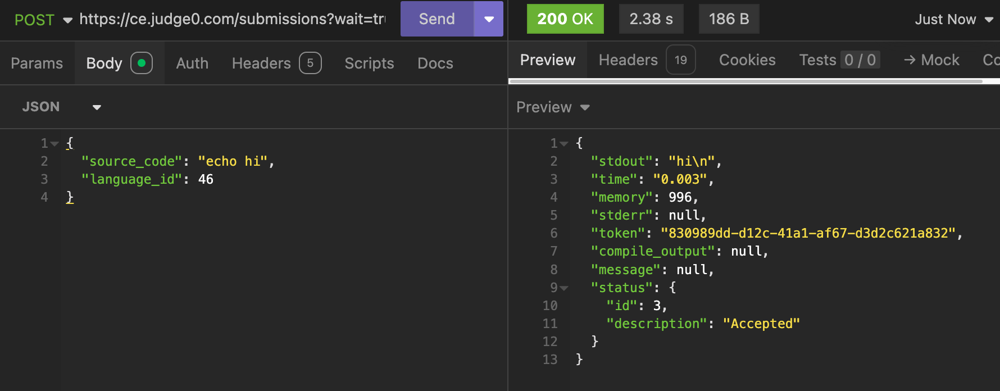 POST https://ce.judge0.com/submissions?wait=tr Send
Params Body Auth Headers 5 Scripts Docs
JSON
1 {
2 "source_code": "echo hi",
3 "language_id": 46
4 }
200 OK 2.38 s 186 B Just Now
Preview Headers 19 Cookies Tests 0 / 0 → Mock Co
Preview
1 {
2 "stdout": "hi\n",
3 "time": "0.003",
4 "memory": 996,
5 "stderr": null,
6 "token": "830989dd-d12c-41a1-af67-d3d2c621a832",
7 "compile_output": null,
8 "message": null,
9 "status": {
10 "id": 3,
11 "description": "Accepted"
12 }
13 }